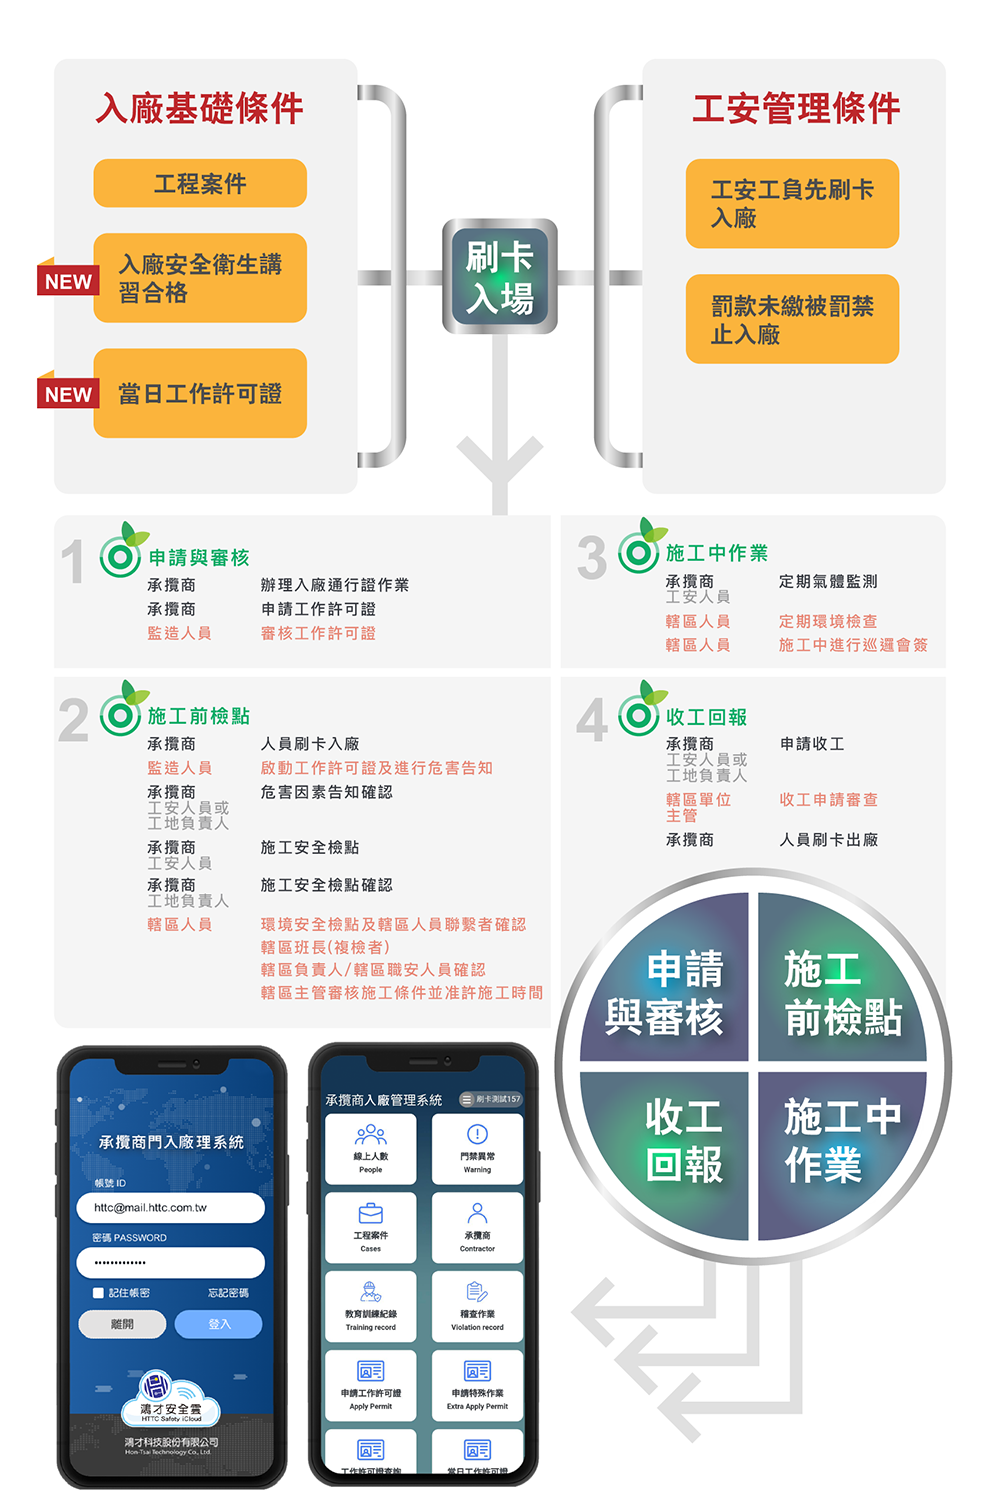 入廠基礎條件
工程案件
NEW
入廠安全衛生講
習合格
NEW
當日工作許可證
刷卡
入場
工安管理條件
工安工負先刷卡
入廠
罰款未繳被罰禁
止入廠
1
申請與審核
承攬商 辦理入廠通行證作業
承攬商 申請工作許可證
監造人員 審核工作許可證
2
施工前檢點
承攬商 人員刷卡入廠
監造人員 啟動工作許可證及進行危害告知
承攬商 危害因素告知確認
工安人員或
工地負責人
承攬商 施工安全檢點
工安人員
承攬商 施工安全檢點確認
工地負責人
轄區人員 環境安全檢點及轄區人員聯繫者確認
轄區班長(複檢者)
轄區負責人/轄區職安人員確認
轄區主管審核施工條件並准許施工時間
3
施工中作業
承攬商 定期氣體監測
工安人員
轄區人員 定期環境檢查
轄區人員 施工中進行巡邏會簽
4
收工回報
承攬商 申請收工
工安人員或
工地負責人
轄區單位 收工申請審查
主管
承攬商 人員刷卡出廠
申請
與審核
施工
前檢點
收工
回報
施工中
作業
承攬商門入廠理系統
帳號 ID
httc@mail.httc.com.tw
密碼 PASSWORD
記住帳密 忘記密碼
離開 登入
鴻才安全雲
HTTC Safety iCloud
鴻才科技股份有限公司
Hon-Tsai Technology Co., Ltd.
承攬商入廠管理系統 刷卡測試157
線上人數 門禁異常
People Warning
工程案件 承攬商
Cases Contractor
教育訓練紀錄 稽查作業
Training record Violation record
申請工作許可證 申請特殊作業
Apply Permit Extra Apply Permit
工作許可證查詢 當日工作許可證